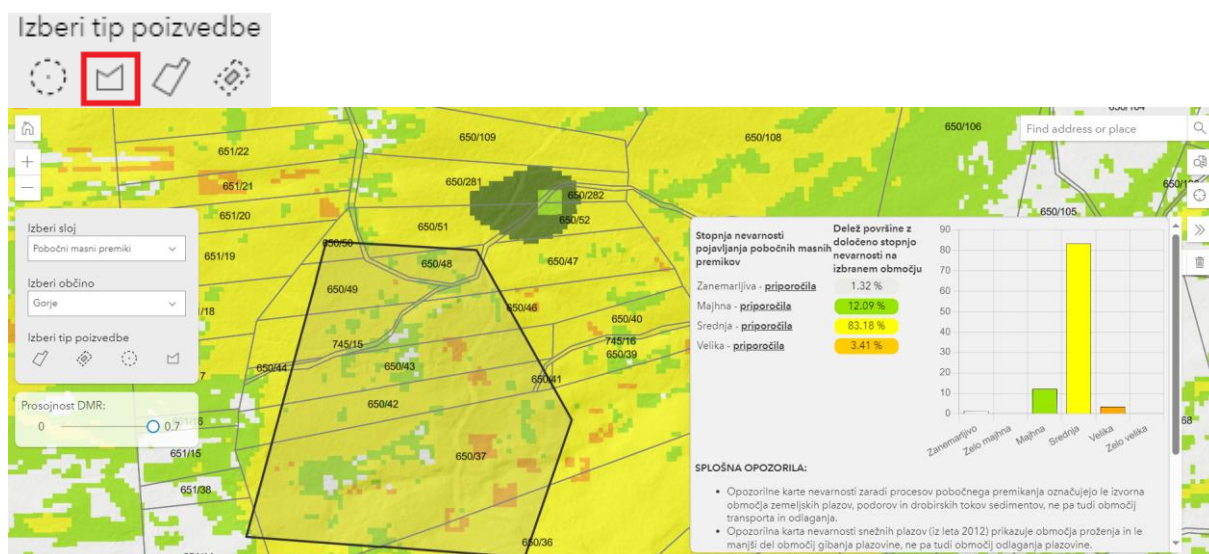 Izberi tip poizvedbe
650/109
650/108
650/106
Find address or place
651/22
651/21
650/281
650/282
651/20
650/51
650/52
650/105
Izberi sloj
Pobočni masni premiki
Izberi občino
Gorje
Izberi tip poizvedbe
Prosojnost DMR:
0
0.7
651/19
650/50
650/48
650/47
650/49
650/46
650/40
745/15
745/16
650/39
650/44
650/43
650/41
650/42
650/37
651/15
651/38
650/36
Stopnja nevarnosti
pojavljanja pobočnih masnih
premikov
Delež površine z
določeno stopnjo
nevarnosti na
izbranem območju
Zanemarljiva - priporočila 1.32 %
Majhna - priporočila 12.09 %
Srednja - priporočila 83.18 %
Velika - priporočila 3.41 %
90
80
70
60
50
40
30
20
10
0
Zanemarljivo
Zelo majhna
Majhna
Srednja
Velika
Zelo velika
SPLOŠNA OPOZORILA:
• Opozorilne karte nevarnosti zaradi procesov pobočnega premikanja označujejo le izvorna
območja zemeljskih plazov, podorov in drobirskih tokov sedimentov, ne pa tudi območij
transporta in odlaganja.
• Opozorilna karta nevarnosti snežnih plazov (iz leta 2012) prikazuje območja proženja in le
manjši del območij gibanja plazovine, ne pa tudi območij odlaganja plazovine.